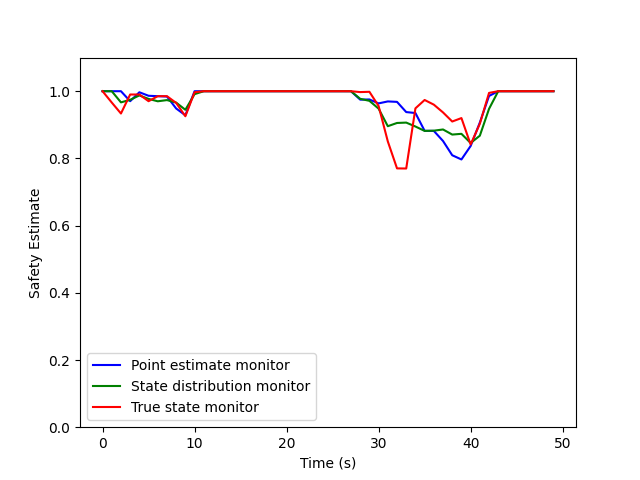 1.0
0.8
0.6
0.4
0.2
0.0
Safety Estimate
Point estimate monitor
State distribution monitor
True state monitor
0 10 20 30 40 50
Time (s)